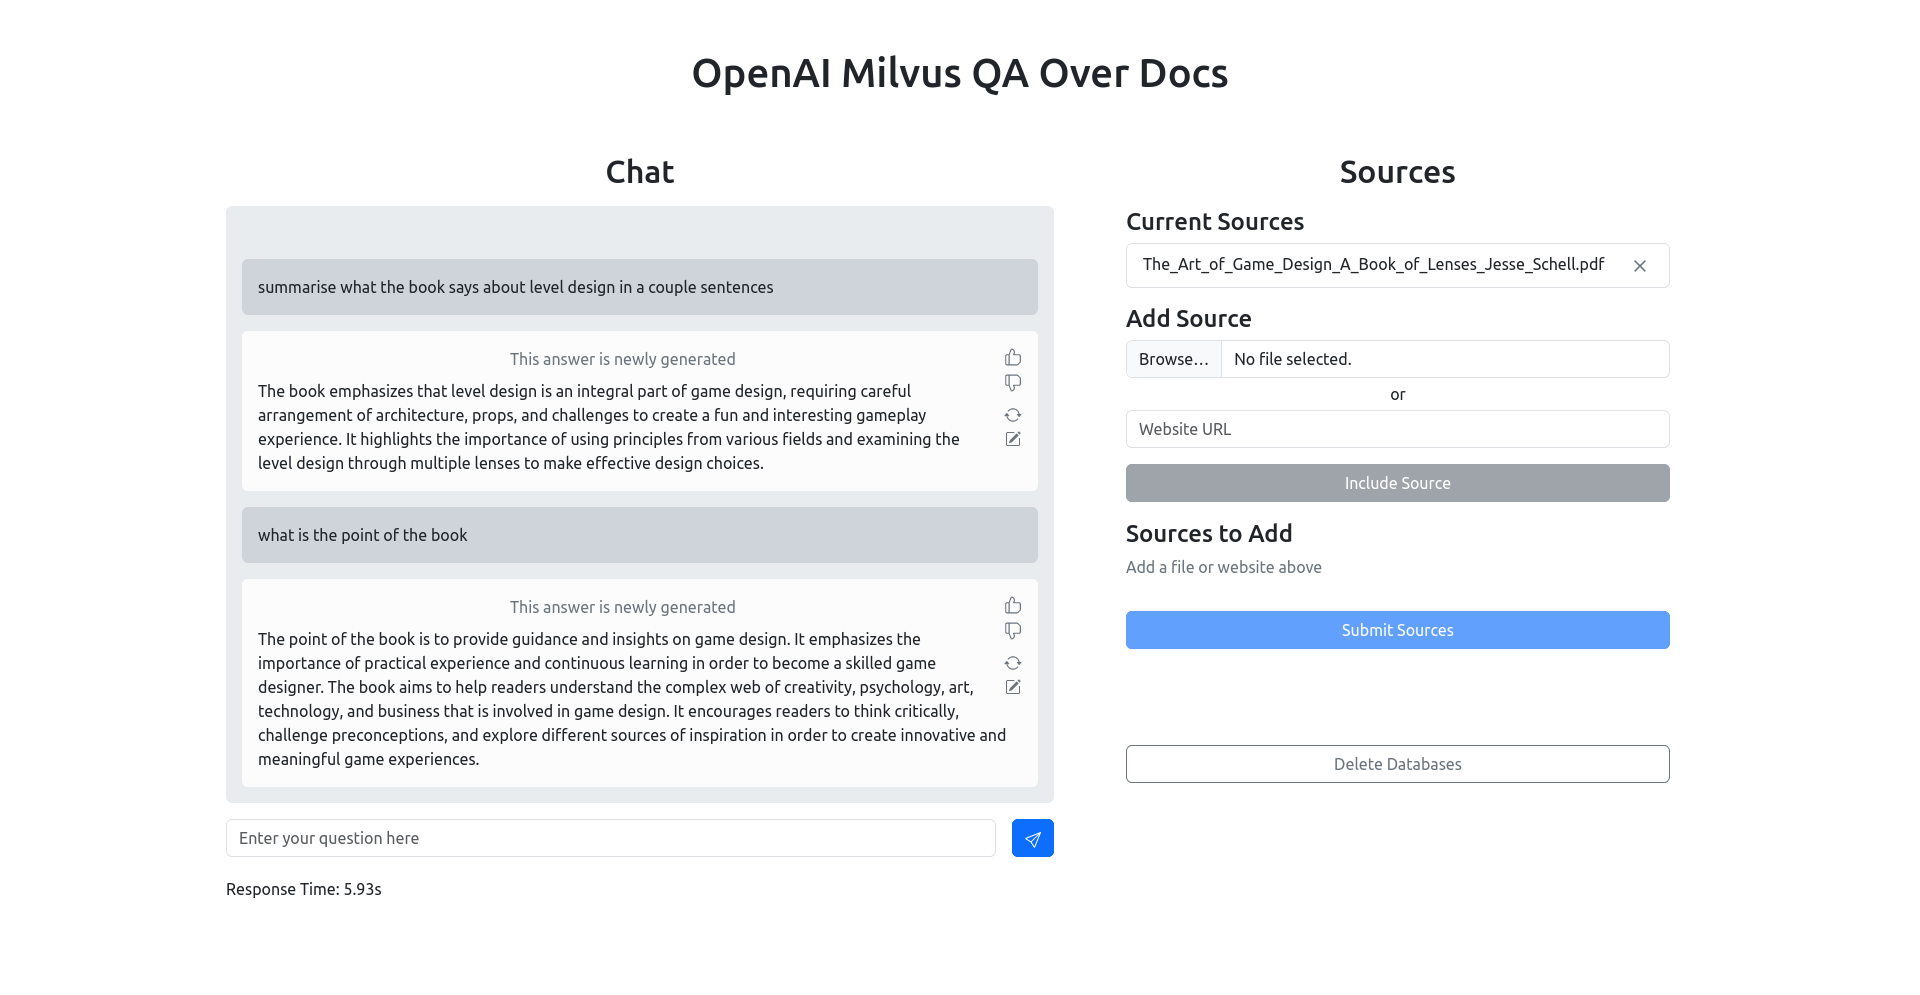 OpenAI Milvus QA Over Docs
Chat
summarise what the book says about level design in a couple sentences
This answer is newly generated
The book emphasizes that level design is an integral part of game design, requiring careful
arrangement of architecture, props, and challenges to create a fun and interesting gameplay
experience. It highlights the importance of using principles from various fields and examining the
level design through multiple lenses to make effective design choices.
what is the point of the book
This answer is newly generated
The point of the book is to provide guidance and insights on game design. It emphasizes the
importance of practical experience and continuous learning in order to become a skilled game
designer. The book aims to help readers understand the complex web of creativity, psychology, art,
technology, and business that is involved in game design. It encourages readers to think critically,
challenge preconceptions, and explore different sources of inspiration in order to create innovative and
meaningful game experiences.
Enter your question here
Response Time: 5.93s
Sources
Current Sources
The_Art_of_Game_Design_A_Book_of_Lenses_Jesse_Schell.pdf
Add Source
Browse... No file selected.
or
Website URL
Include Source
Sources to Add
Add a file or website above
Submit Sources
Delete Databases